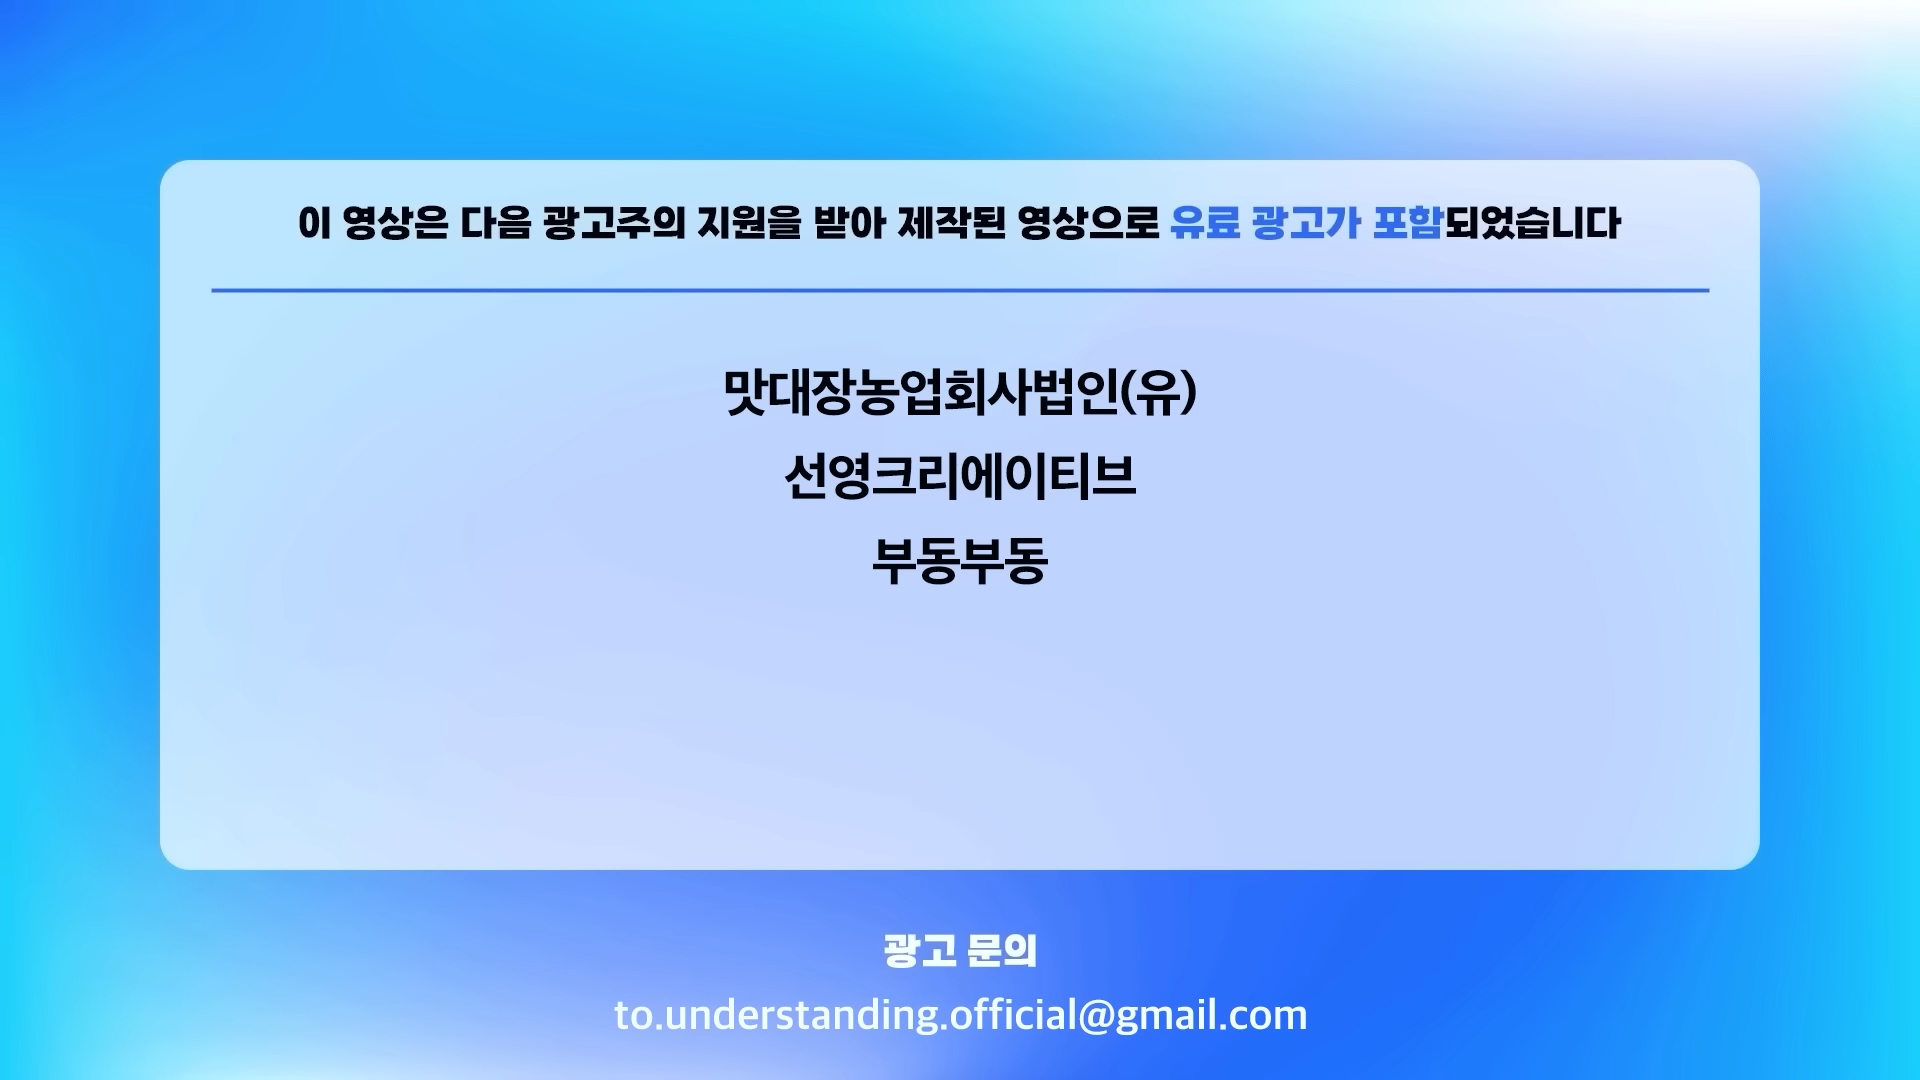 이 영상은 다음 광고주의 지원을 받아 제작된 영상으로 유료 광고가 포함되었습니다
맛대장농업회사법인(유)
선영크리에이티브
부동부동
광고 문의
to.understanding.official@gmail.com